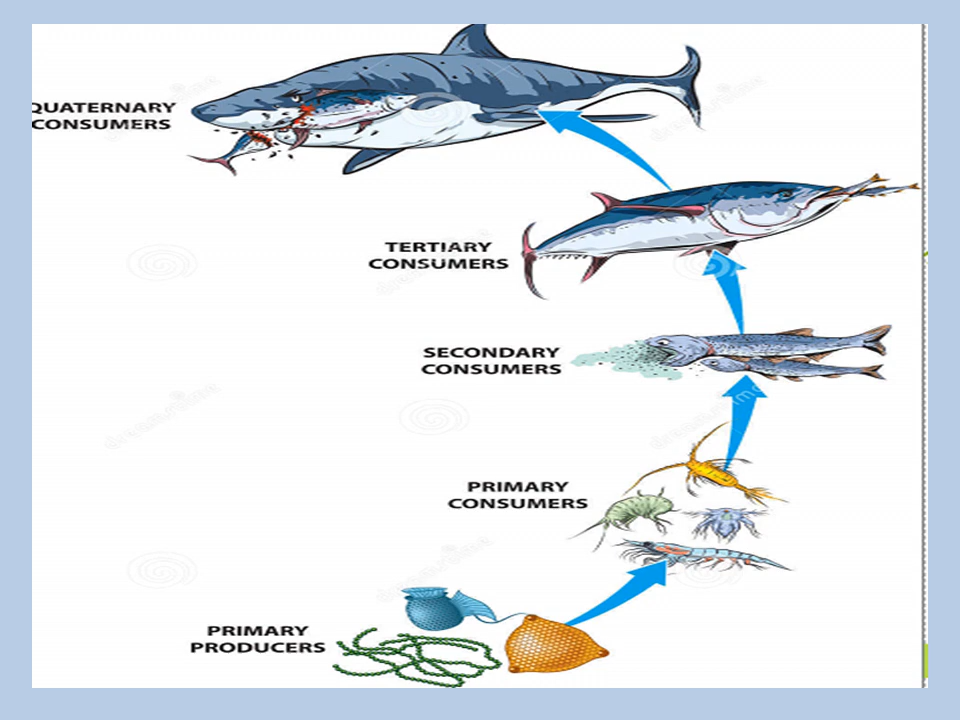 QUATERNARY
CONSUMERS
TERTIARY
CONSUMERS
SECONDARY
CONSUMERS
PRIMARY
CONSUMERS
PRIMARY
PRODUCERS